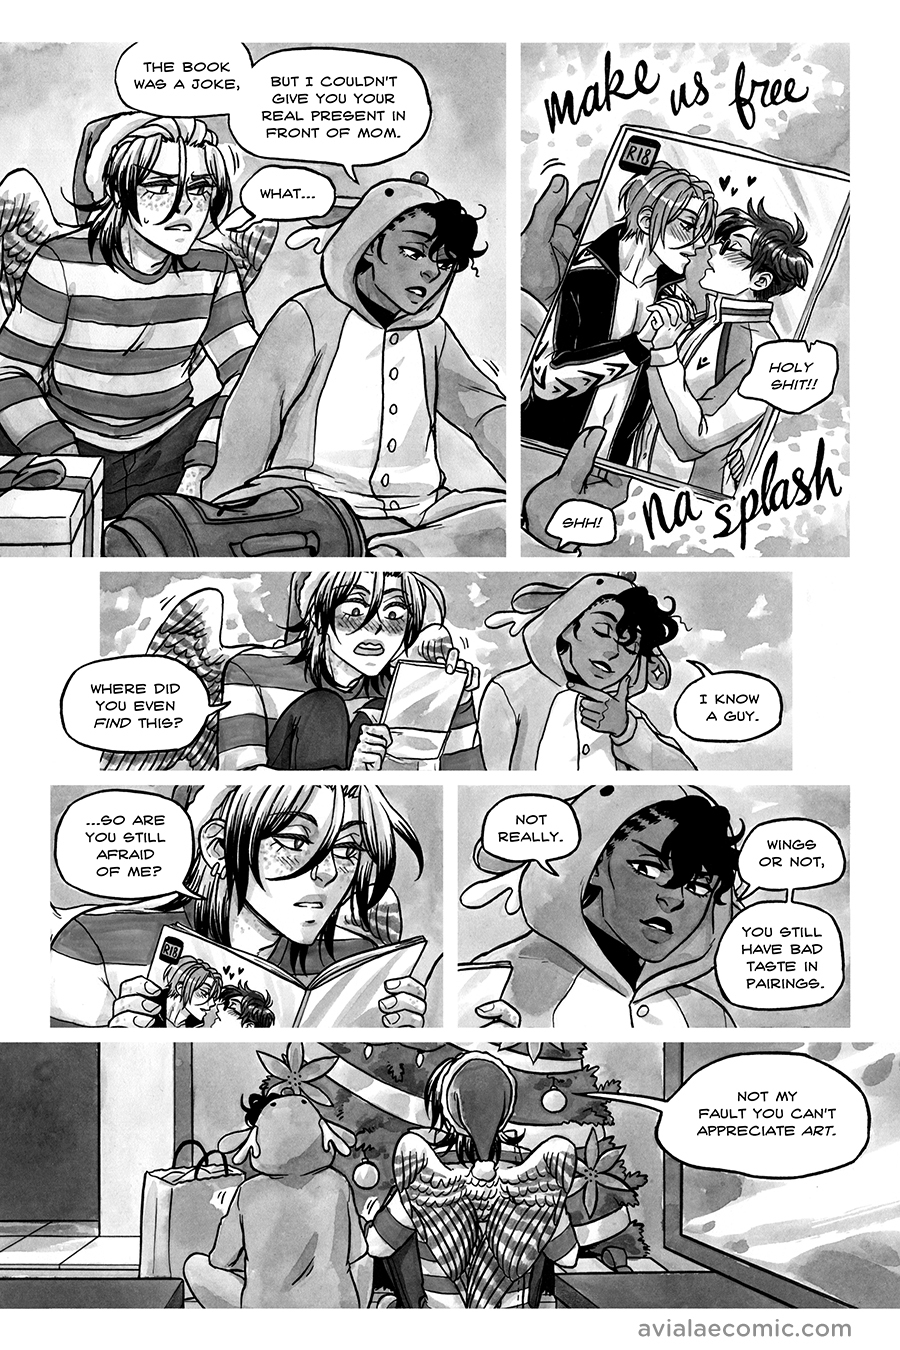 THE BOOK
WAS A JOKE,
BUT I COULDN'T
GIVE YOU YOUR
REAL PRESENT IN
FRONT OF MOM.
WHAT...
make us free
R18
HOLY
SHIT!!
SHH!
na splash
WHERE DID
YOU EVEN
FIND THIS?
I KNOW
A GUY.
...SO ARE
YOU STILL
AFRAID
OF ME?
R18
NOT
REALLY.
WINGS
OR NOT,
YOU STILL
HAVE BAD
TASTE IN
PAIRINGS.
NOT MY
FAULT YOU CAN'T
APPRECIATE ART.
avialaecomic.com